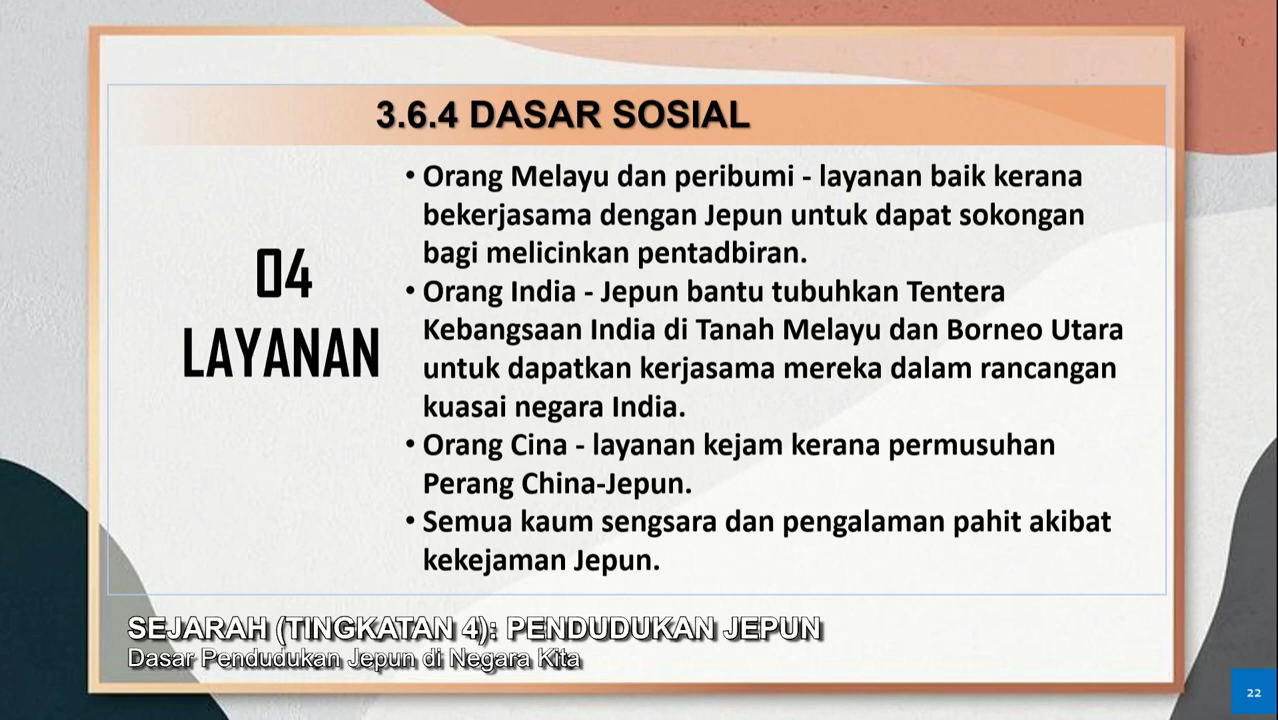 3.6.4 DASAR SOSIAL
04
LAYANAN
• Orang Melayu dan peribumi - layanan baik kerana
bekerjasama dengan Jepun untuk dapat sokongan
bagi melicinkan pentadbiran.
• Orang India - Jepun bantu tubuhkan Tentera
Kebangsaan India di Tanah Melayu dan Borneo Utara
untuk dapatkan kerjasama mereka dalam rancangan
kuasai negara India.
• Orang Cina - layanan kejam kerana permusuhan
Perang China-Jepun.
• Semua kaum sengsara dan pengalaman pahit akibat
kekejaman Jepun.
SEJARAH (TINGKATAN 4): PENDUDUKAN JEPUN
Dasar Pendudukan Jepun di Negara Kita
22